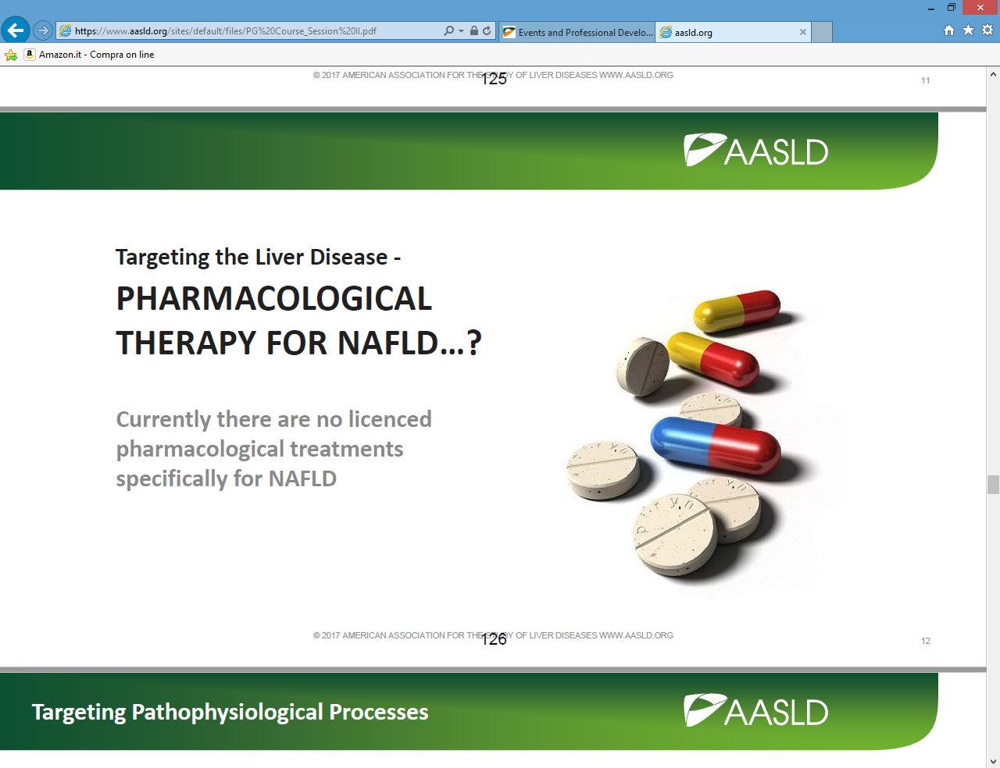 https://www.aasld.org/sites/default/files/PG%20Course_Session%20II.pdf
Events and Professional Develo...
aasld.org
a Amazon.it - Compra on line
© 2017 AMERICAN ASSOCIATION FOR THE STUDY OF LIVER DISEASES WWW.AASLD.ORG
125
11
AASLD
Targeting the Liver Disease -
PHARMACOLOGICAL
THERAPY FOR NAFLD...?
Currently there are no licenced
pharmacological treatments
specifically for NAFLD
© 2017 AMERICAN ASSOCIATION FOR THE STUDY OF LIVER DISEASES WWW.AASLD.ORG
126
12
Targeting Pathophysiological Processes
AASLD